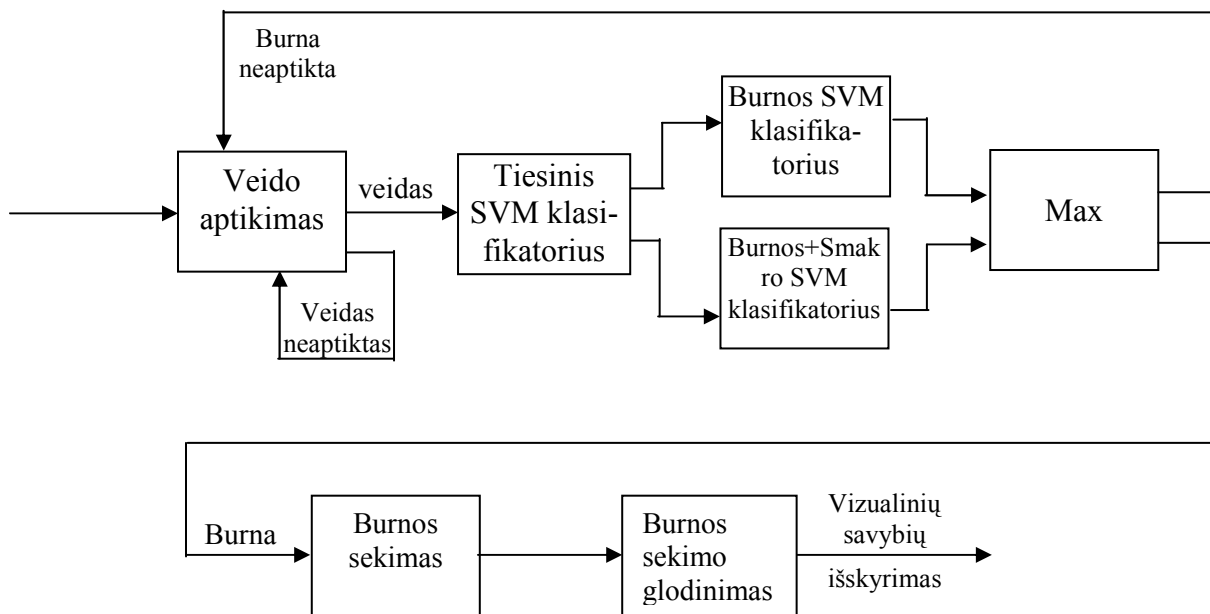 Burna
neaptikta
Veido
aptikimas
veidas
Veidas
neaptiktas
Tiesinis
SVM klasi-
fikatorius
Burnos SVM
klasifika-
torius
Burnos+Smak
ro SVM
klasifikatorius
Max
Burna
Burnos
sekimas
Burnos
sekimo
glodinimas
Vizualinių
savybių
išskyrimas